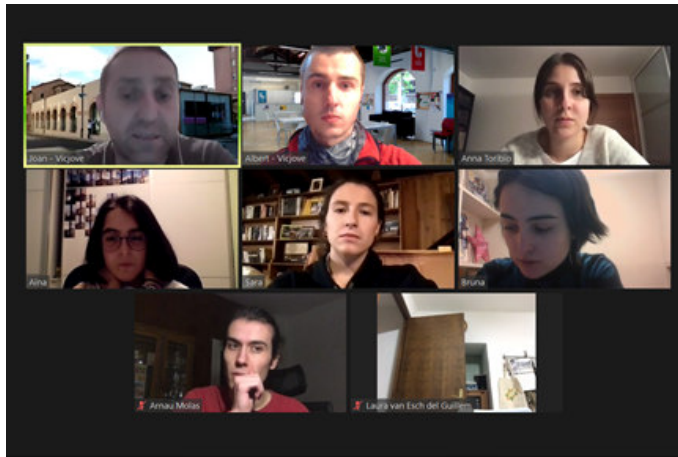 Joan - Vicjove
Albert - Vicjove
Anna Toribio
Aina
Sara
Bruna
Arnau Molas
Laura van Esch del Guillem